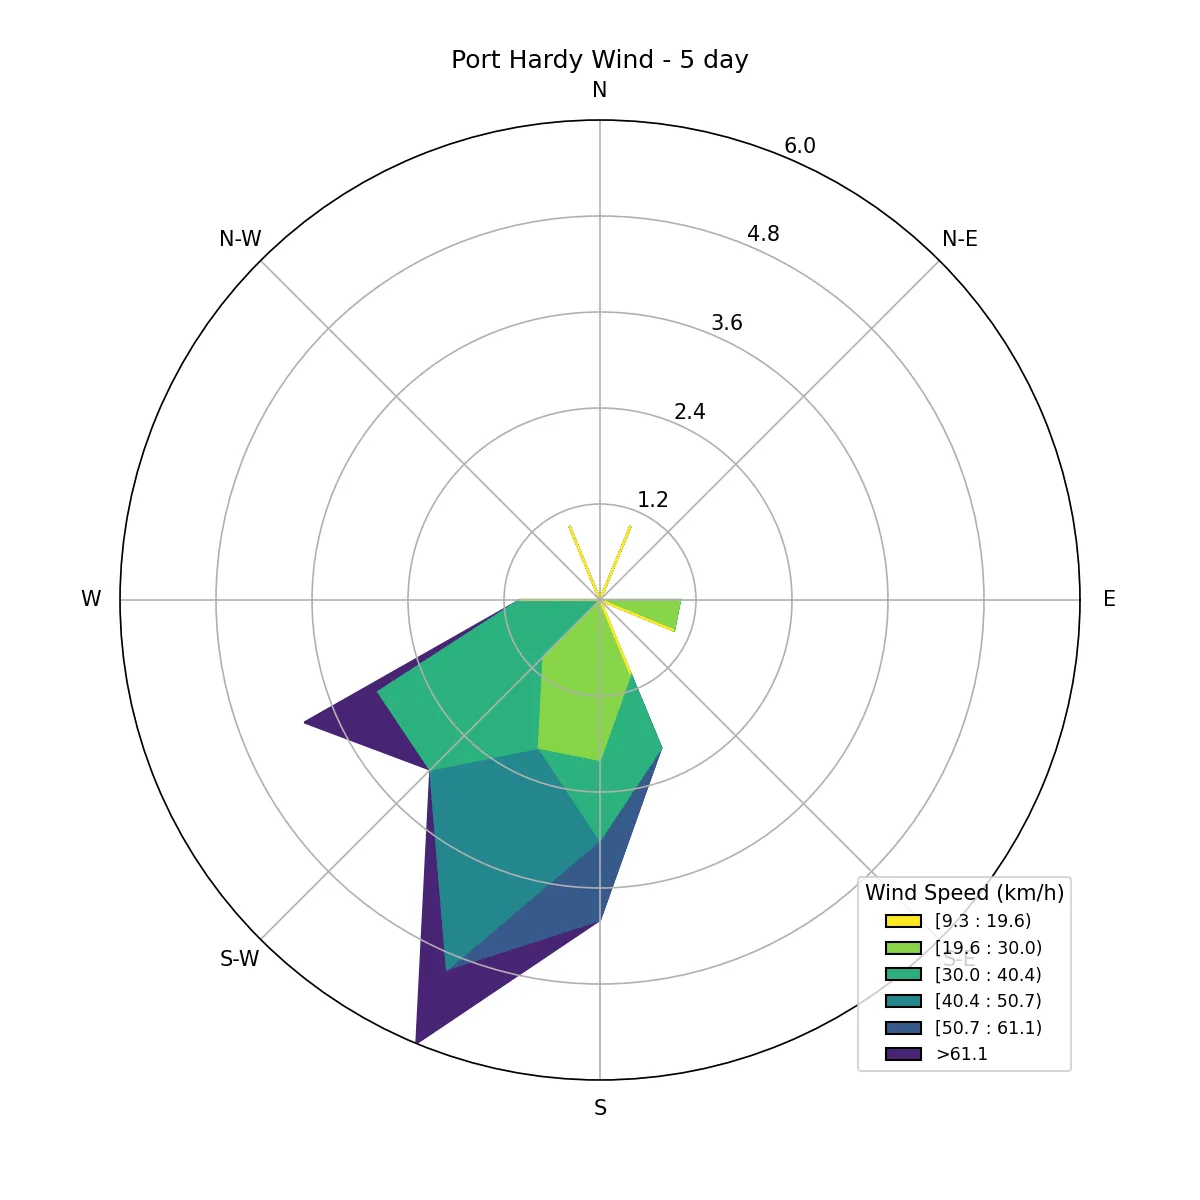 Port Hardy Wind - 5 day
N
6.0
N-W
N-E
4.8
3.6
2.4
1.2
W
E
S-W
S-E
S
Wind Speed (km/h)
[9.3 : 19.6)
[19.6 : 30.0)
[30.0 : 40.4)
[40.4 : 50.7)
[50.7 : 61.1)
>61.1